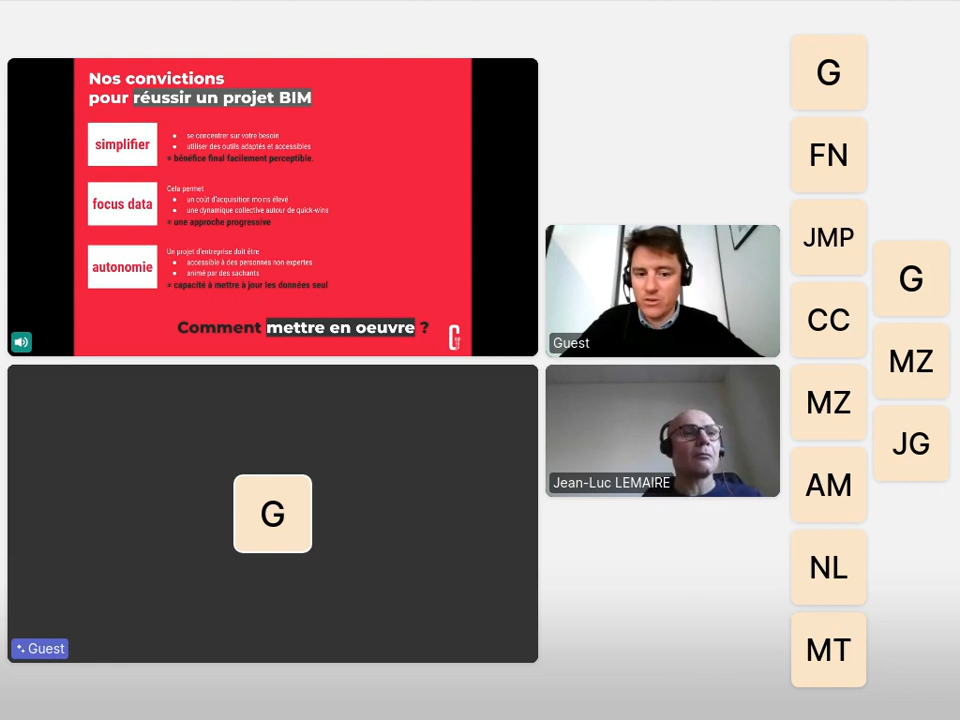 Nos convictions
pour réussir un projet BIM
simplifier
se concentrer sur votre besoin
utiliser des outils adaptés et accessibles
= bénéfice final facilement perceptible.
focus data
Cela permet
un coût d'acquisition moins élevé
une dynamique collective autour de quick-wins
= une approche progressive
autonomie
Un projet d'entreprise doit être
accessible à des personnes non expertes
animé par des sachants
= capacité à mettre à jour les données seul
Comment mettre en oeuvre ?
Guest
Jean-Luc LEMAIRE
G
Guest
G
FN
JMP
CC
MZ
AM
NL
MT
G
MZ
JG